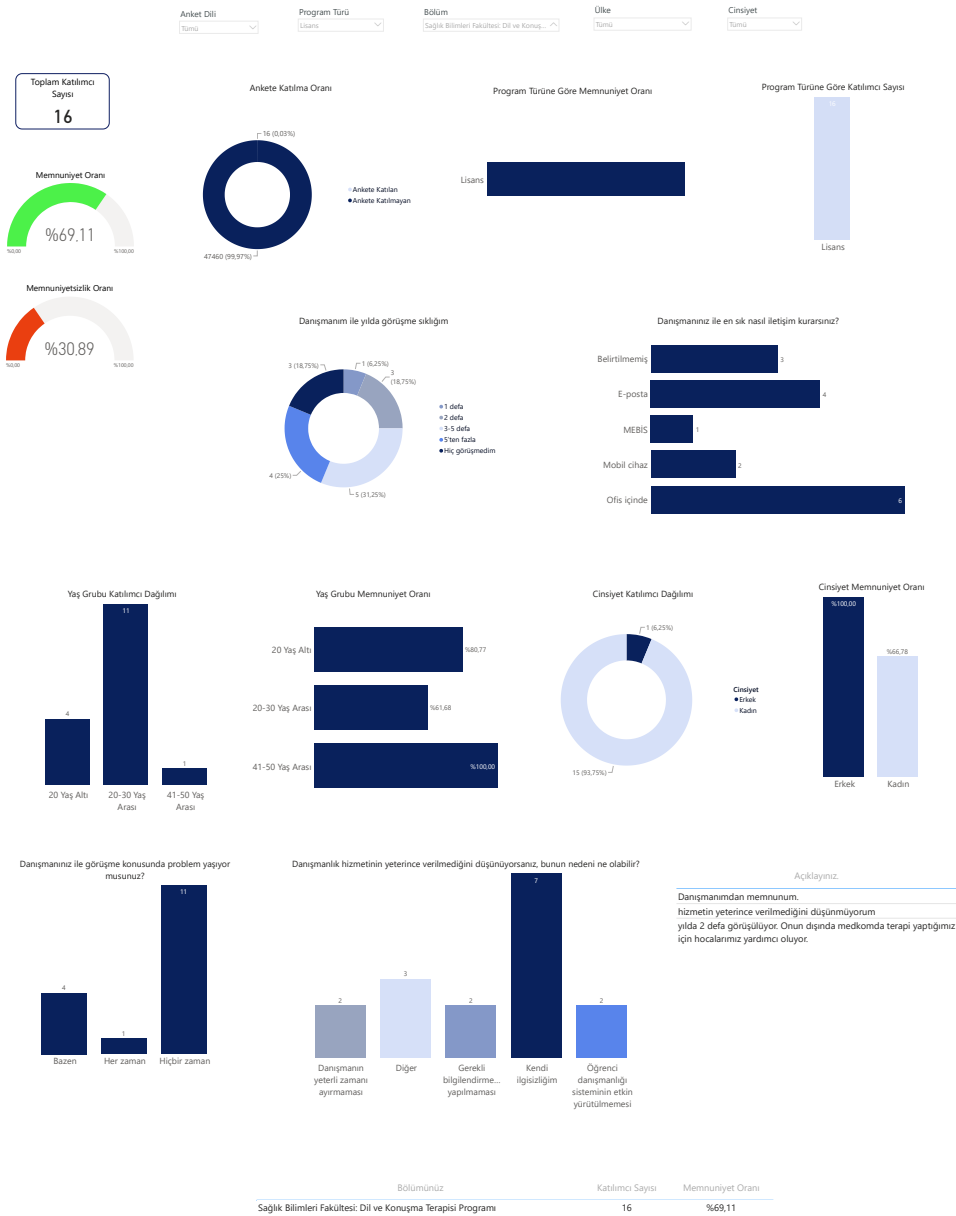 Anket Dili
Tümü
Program Türü
Lisans
Bölüm
Sağlık Bilimleri Fakültesi: Dil ve Konuş...
Ülke
Tümü
Cinsiyet
Tümü
Toplam Katılımcı
Sayısı
16
Memnuniyet Oranı
%69.11
%0,00
%100,00
Memnuniyetsizlik Oranı
%30.89
%0,00
%100,00
Ankete Katılma Oranı
16 (0,03%)
47460 (99,97%)
Ankete Katılan
Ankete Katılmayan
Program Türüne Göre Memnuniyet Oranı
Lisans
Program Türüne Göre Katılımcı Sayısı
16
Lisans
Danışmanım ile yılda görüşme sıklığım
3 (18,75%)
1 (6,25%)
3
(18,75%)
4 (25%)
5 (31,25%)
1 defa
2 defa
3-5 defa
5'ten fazla
Hiç görüşmedim
Danışmanınız ile en sık nasıl iletişim kurarsınız?
Belirtilmemiş
3
E-posta
4
MEBİS
1
Mobil cihaz
2
Ofis içinde
6
Yaş Grubu Katılımcı Dağılımı
4
11
1
20 Yaş Altı
20-30 Yaş
Arası
41-50 Yaş
Arası
Yaş Grubu Memnuniyet Oranı
20 Yaş Altı
%80,77
20-30 Yaş Arası
%61,68
41-50 Yaş Arası
%100,00
Cinsiyet Katılımcı Dağılımı
1 (6,25%)
15 (93,75%)
Cinsiyet
Erkek
Kadın
Cinsiyet Memnuniyet Oranı
%100,00
%66,78
Erkek
Kadın
Danışmanınız ile görüşme konusunda problem yaşıyor
musunuz?
4
1
11
Bazen
Her zaman
Hiçbir zaman
Danışmanlık hizmetinin yeterince verilmediğini düşünüyorsanız, bunun nedeni ne olabilir?
2
3
2
7
2
Danışmanın
yeterli zamanı
ayırmaması
Diğer
Gerekli
bilgilendirme...
yapılmaması
Kendi
ilgisizliğim
Öğrenci
danışmanlığı
sisteminin etkin
yürütülmemesi
Açıklayınız.
Danışmanımdan memnunum.
hizmetin yeterince verilmediğini düşünmüyorum
yılda 2 defa görüşülüyor. Onun dışında medkomda terapi yaptığımız
için hocalarımız yardımcı oluyor.
Bölümünüz Katılımcı Sayısı Memnuniyet Oranı
Sağlık Bilimleri Fakültesi: Dil ve Konuşma Terapisi Programı 16 %69,11